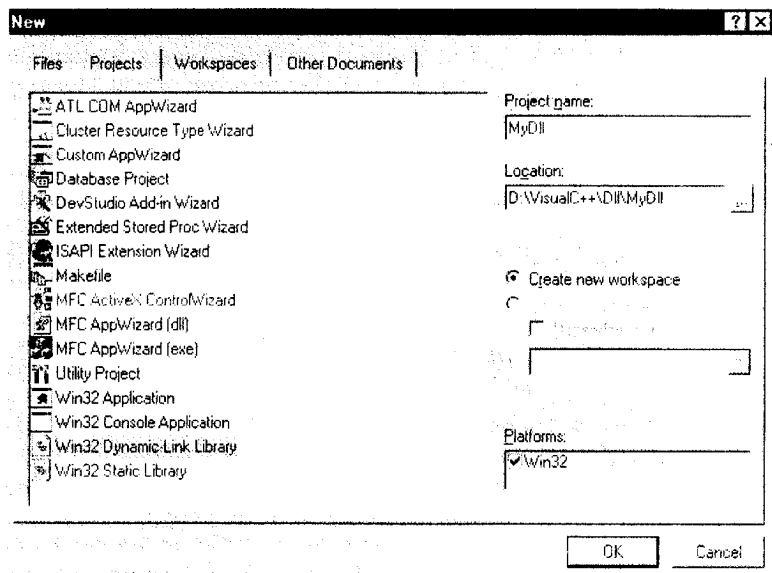 New
Files Projects Workspaces Other Documents
ATL COM AppWizard
Cluster Resource Type Wizard
Custom AppWizard
Database Project
DevStudio Add-in Wizard
Extended Stored Proc Wizard
ISAPI Extension Wizard
Makefile
MFC ActiveX ControlWizard
MFC AppWizard (dll)
MFC AppWizard (exe)
Utility Project
Win32 Application
Win32 Console Application
Win32 Dynamic-Link Library
Win32 Static Library
Project name:
MyDll
Location:
D:\VisualC++\Dll\MyDll
...
Create new workspace
Platforms:
Win32
OK Cancel